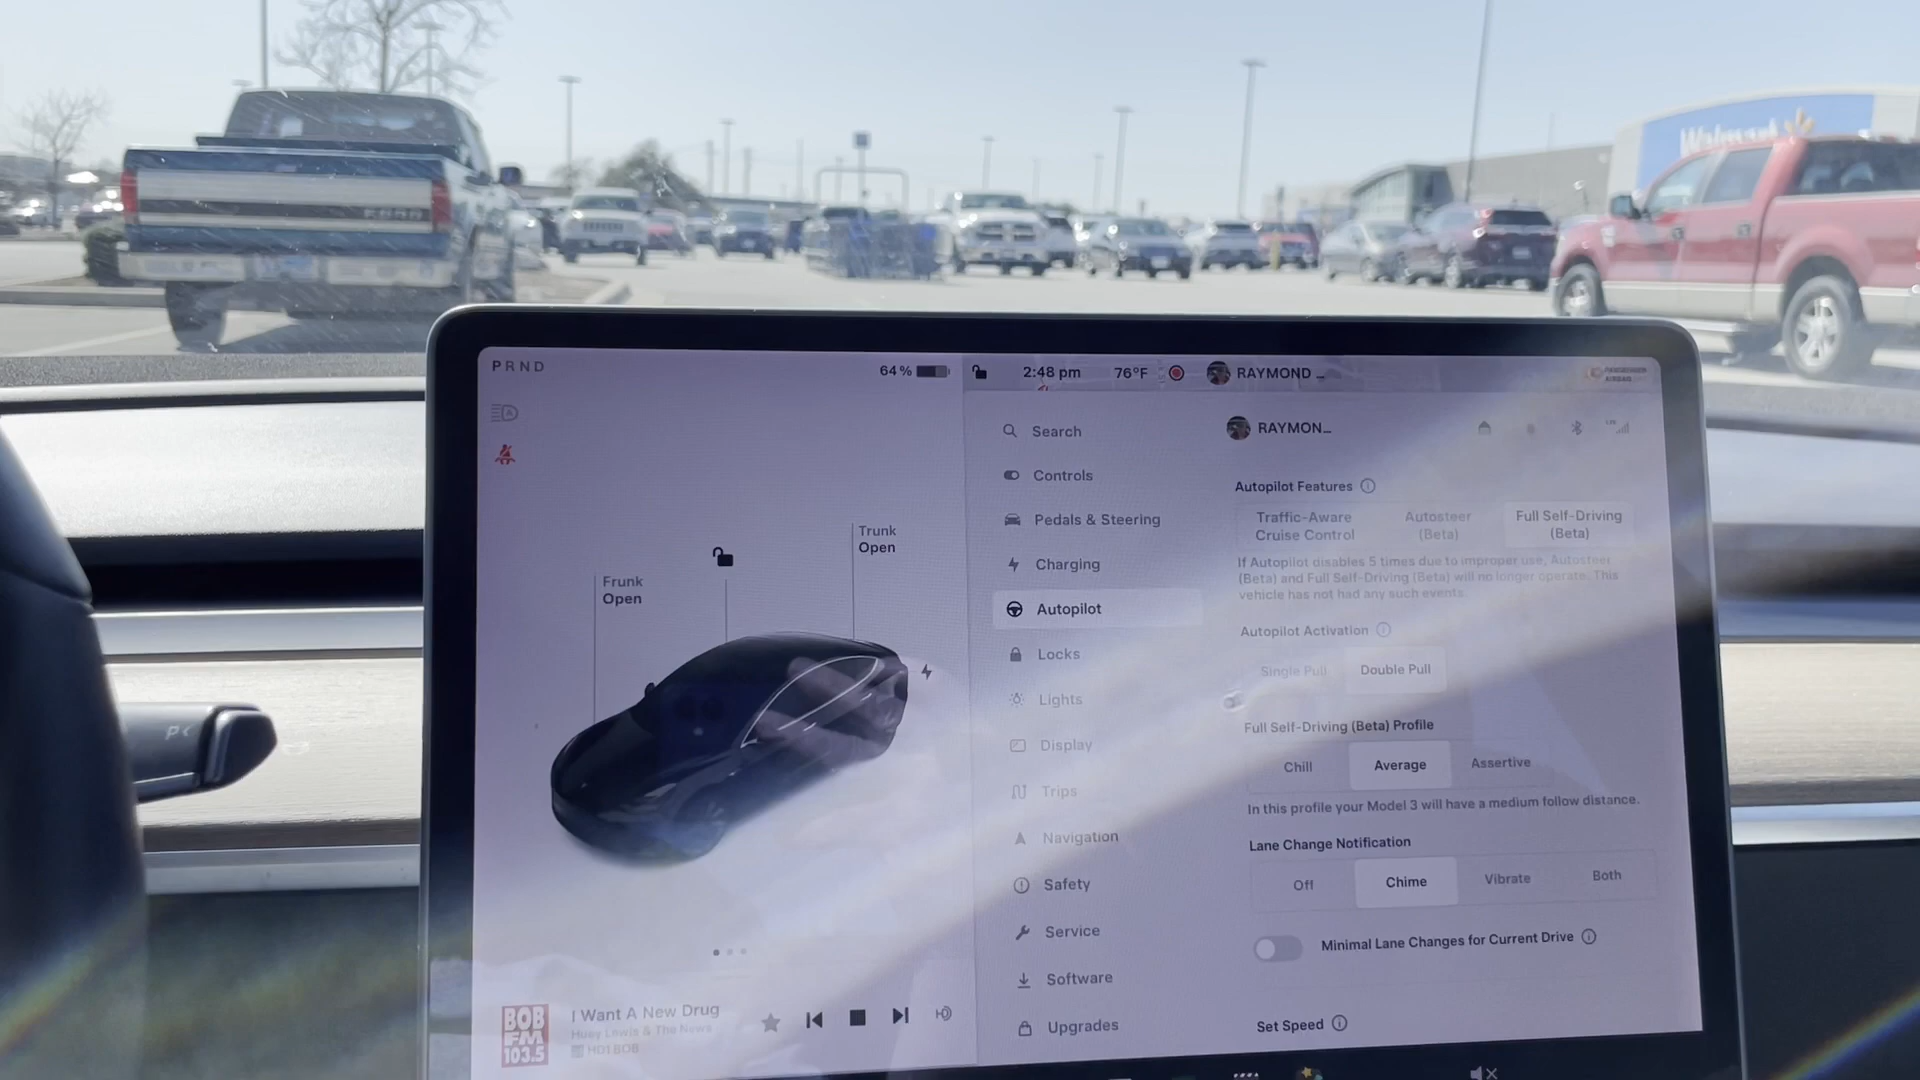 Walmart
FORD
PRND
64 %
2:48 pm
76°F
RAYMOND ...
PASSENGER
AIRBAG
Search
RAYMON...
LTE
Controls
Pedals & Steering
Charging
Autopilot
Locks
Lights
Display
Trips
Navigation
Safety
Service
Software
Upgrades
Autopilot Features
Traffic-Aware
Cruise Control
Autosteer
(Beta)
Full Self-Driving
(Beta)
If Autopilot disables 5 times due to improper use, Autosteer
(Beta) and Full Self-Driving (Beta) will no longer operate. This
vehicle has not had any such events.
Autopilot Activation
Single Pull
Double Pull
Full Self-Driving (Beta) Profile
Chill
Average
Assertive
In this profile your Model 3 will have a medium follow distance.
Lane Change Notification
Off
Chime
Vibrate
Both
Minimal Lane Changes for Current Drive
Set Speed
Trunk
Open
Frunk
Open
P<
BOB
FM
103.5
I Want A New Drug
Huey Lewis & The News
HD1 BOB